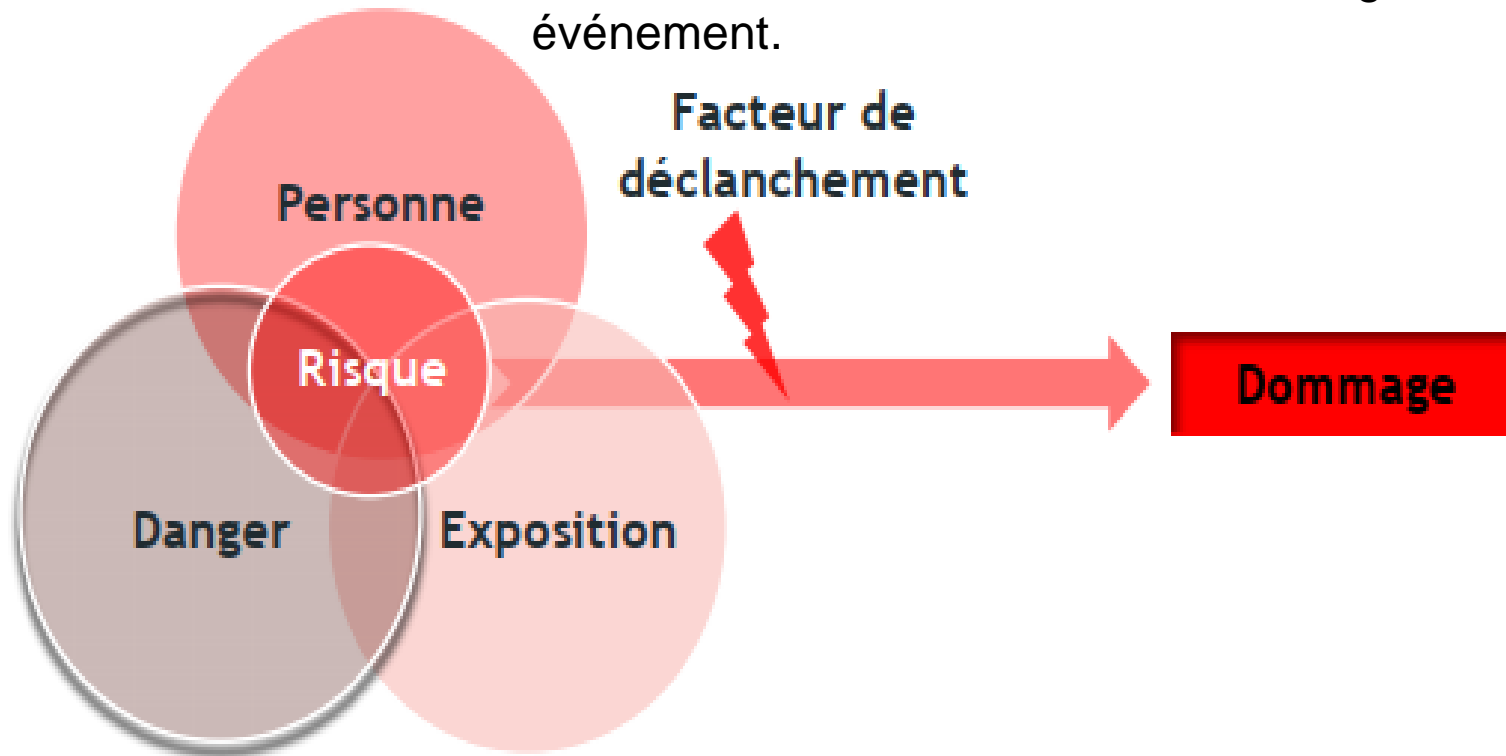 événement.
Facteur de
déclanchement
Personne
Risque
Dommage
Danger
Exposition